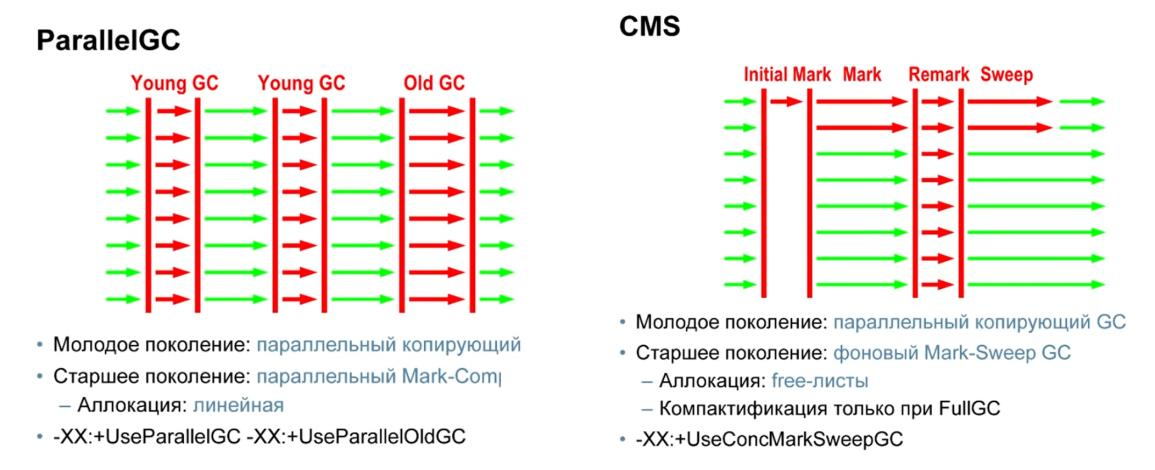 ParallelGC
Young GC Young GC Old GC
• Молодое поколение: параллельный копирующий
• Старшее поколение: параллельный Mark-Comp
– Аллокация: линейная
• -XX:+UseParallelGC -XX:+UseParallelOldGC
CMS
Initial Mark Mark Remark Sweep
• Молодое поколение: параллельный копирующий GC
• Старшее поколение: фоновый Mark-Sweep GC
– Аллокация: free-листы
– Компактификация только при FullGC
• -XX:+UseConcMarkSweepGC